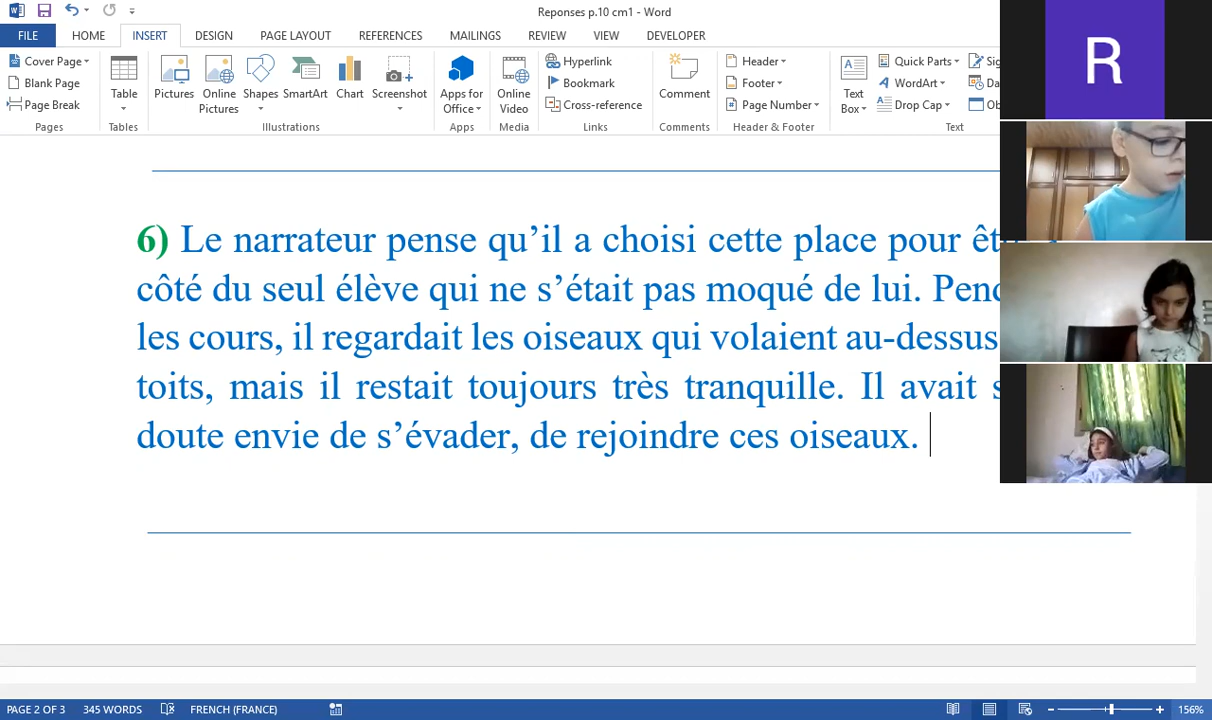 Reponses p.10 cm1 - Word
FILE HOME INSERT DESIGN PAGE LAYOUT REFERENCES MAILINGS REVIEW VIEW DEVELOPER
Cover Page
Blank Page
Page Break
Pages
Table
Tables
Pictures
Online Pictures
Shapes
SmartArt
Chart
Screenshot
Illustrations
Apps for Office
Apps
Online Video
Media
Hyperlink
Bookmark
Cross-reference
Links
Comment
Comments
Header
Footer
Page Number
Header & Footer
Text Box
Quick Parts
WordArt
Drop Cap
Text
R
6) Le narrateur pense qu’il a choisi cette place pour
côté du seul élève qui ne s’était pas moqué de lui.
les cours, il regardait les oiseaux qui volaient au-dessus
toits, mais il restait toujours très tranquille. Il avait
doute envie de s’évader, de rejoindre ces oiseaux.
PAGE 2 OF 3 345 WORDS FRENCH (FRANCE) 156%